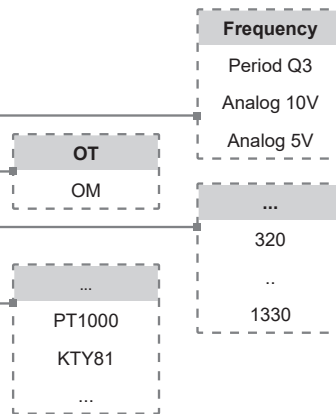 Frequency
Period Q3
Analog 10V
Analog 5V
OT
OM
...
320
..
1330
...
PT1000
KTY81
...